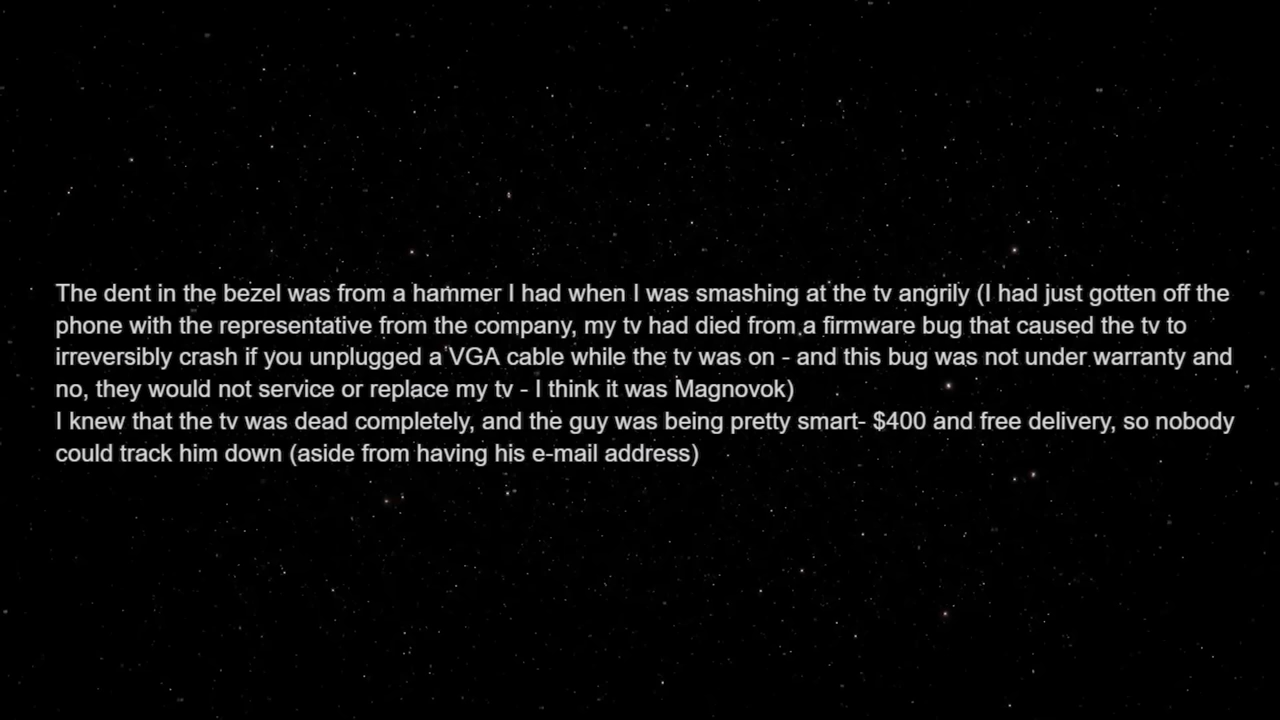 The dent in the bezel was from a hammer I had when I was smashing at the tv angrily (I had just gotten off the
phone with the representative from the company, my tv had died from a firmware bug that caused the tv to
irreversibly crash if you unplugged a VGA cable while the tv was on - and this bug was not under warranty and
no, they would not service or replace my tv - I think it was Magnovok)
I knew that the tv was dead completely, and the guy was being pretty smart- $400 and free delivery, so nobody
could track him down (aside from having his e-mail address)